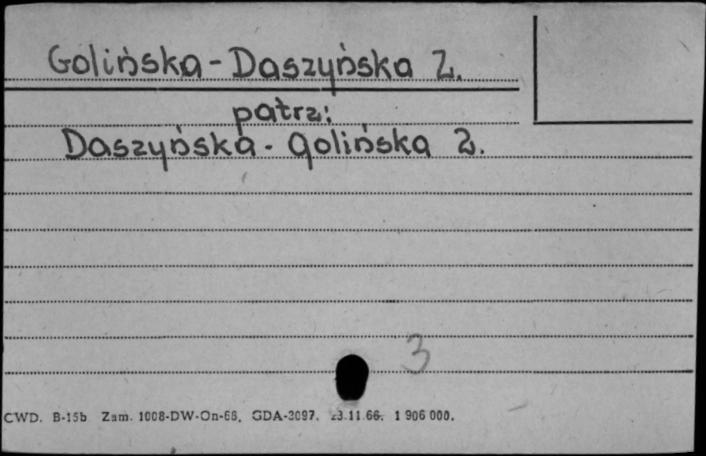 Golińska-Daszyńska Z.
patrz:
Daszyńska-Golińska Z.
3
CWD. B-15b Zam. 1008-DW-On-66. GDA-3097. 23.11.66. 1 906 000.